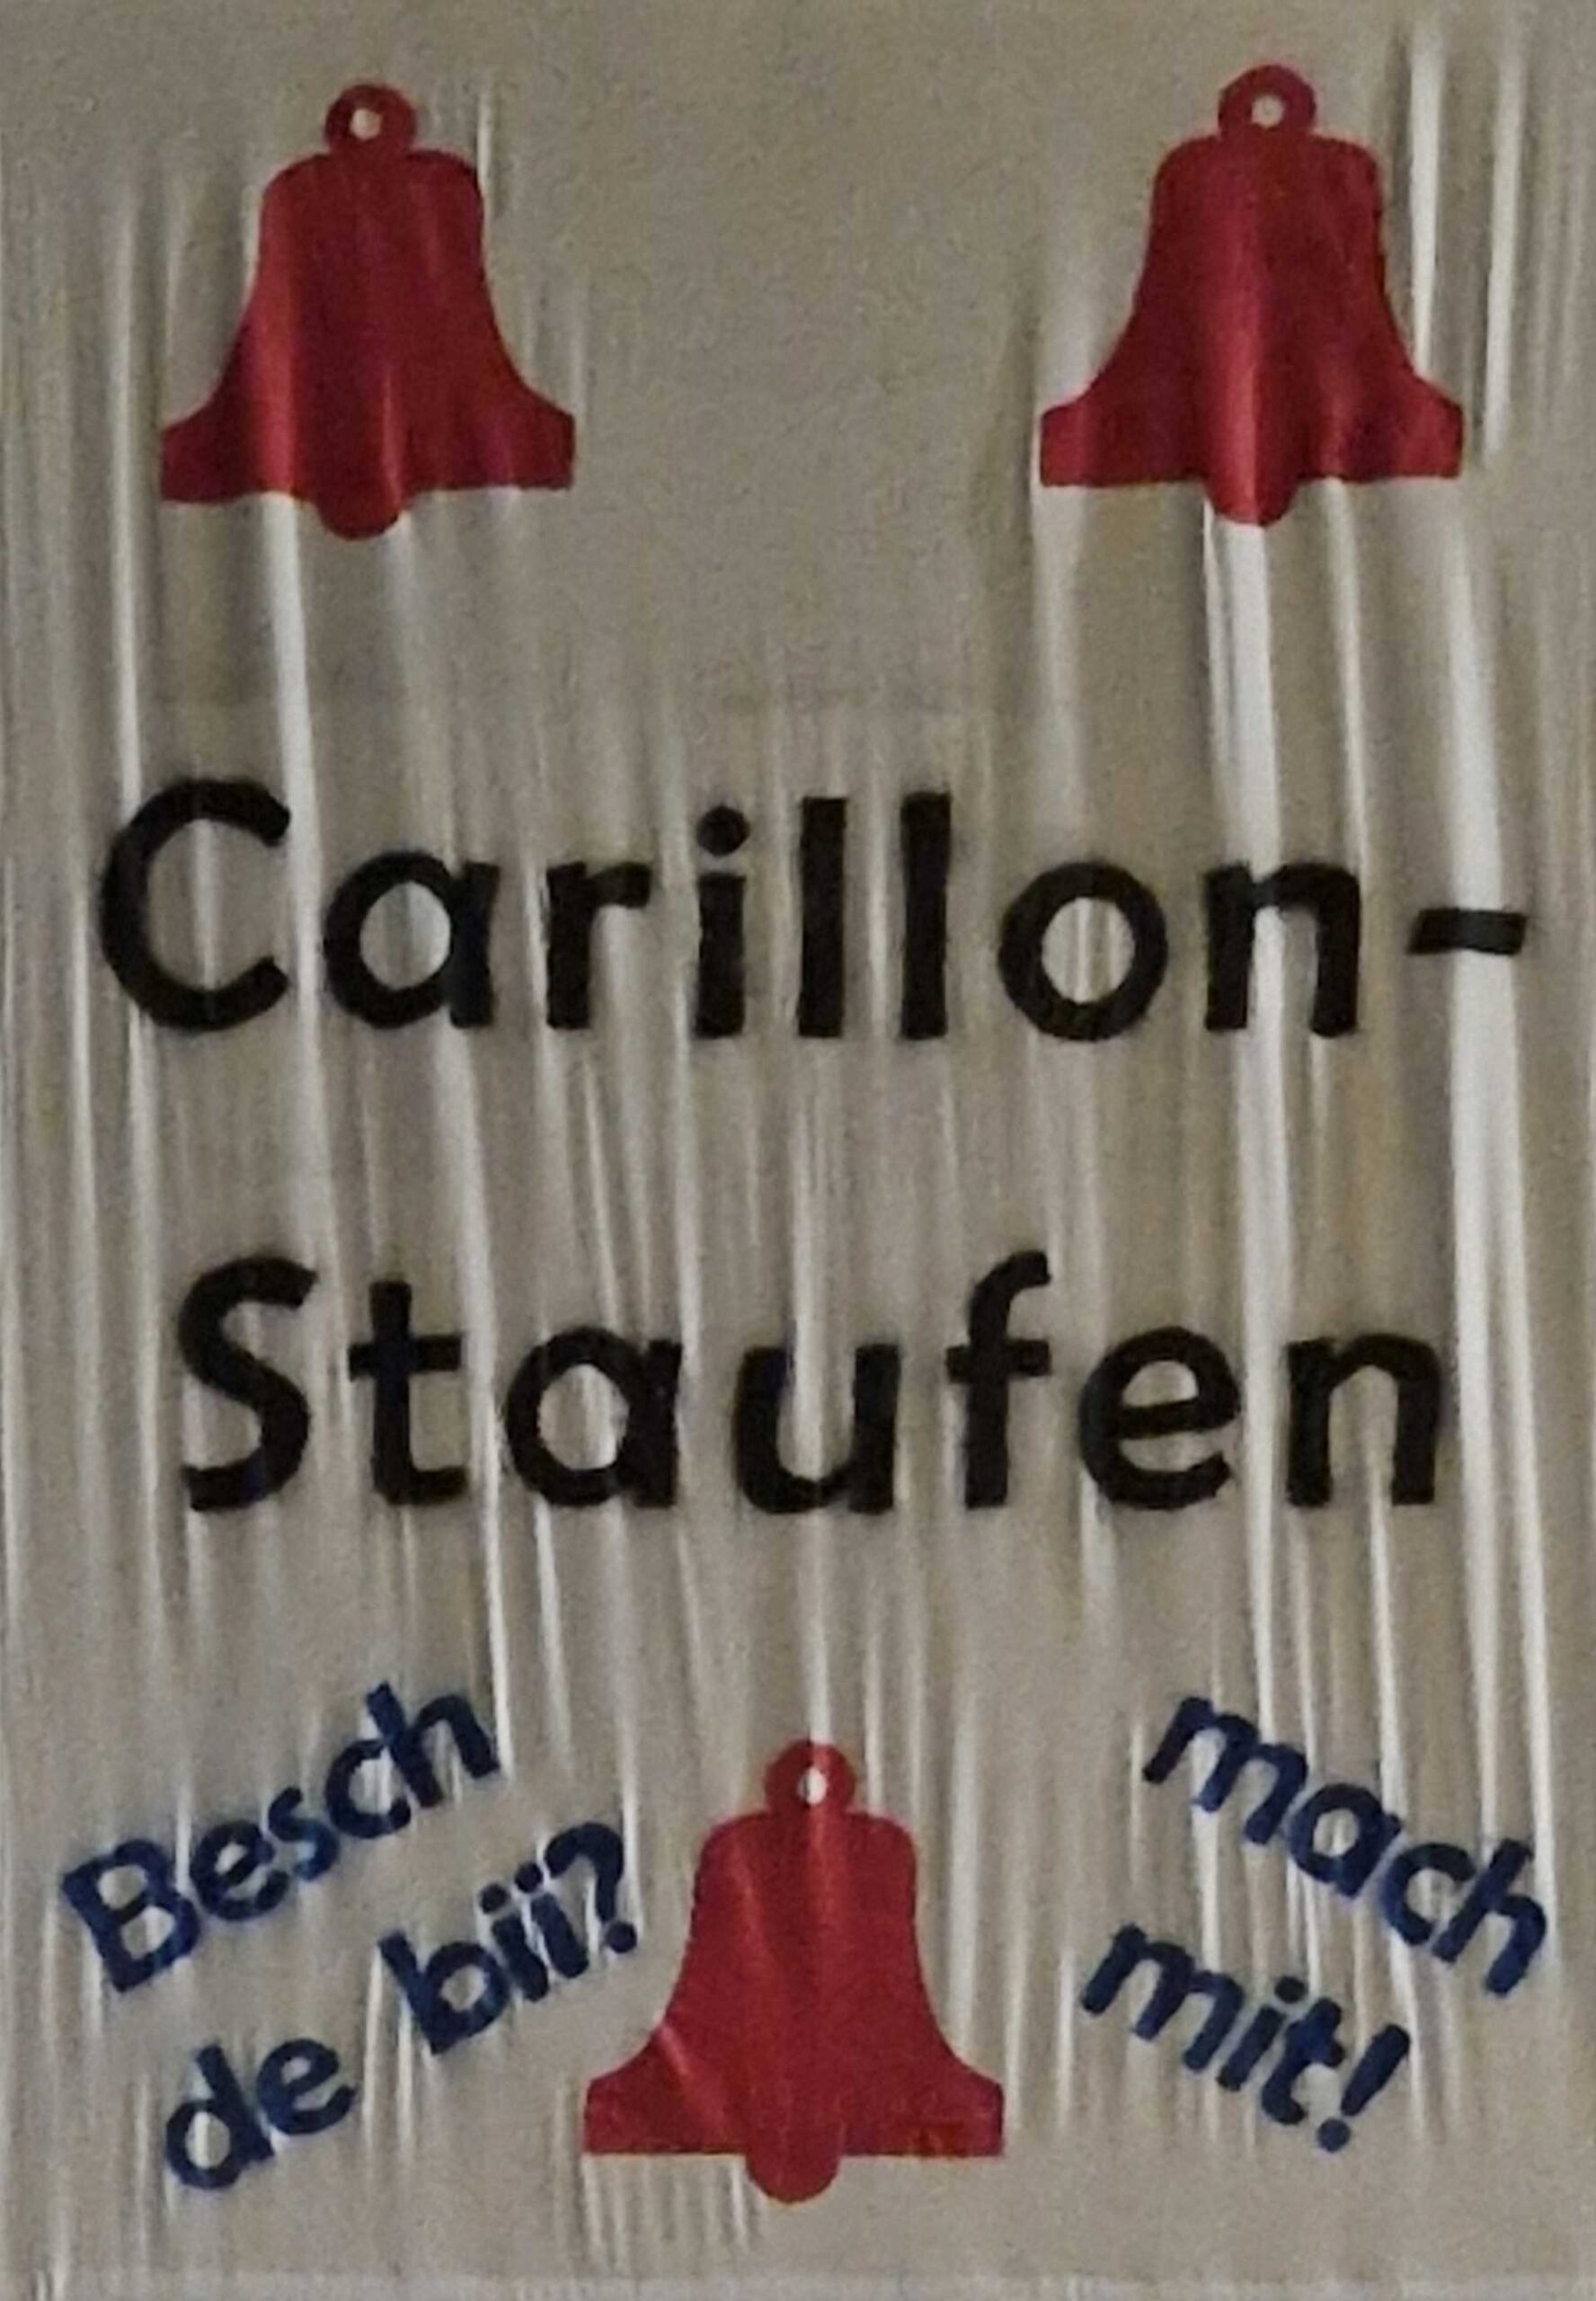 Carillon-
Staufen
Besch
de bii?
mach
mit!